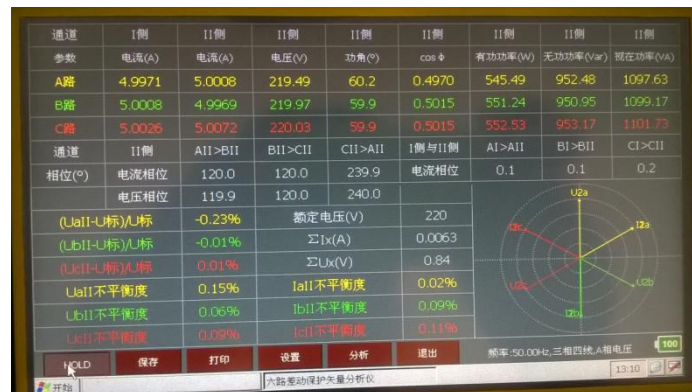 通道 I侧 II侧 II侧 II侧 II侧 II侧 II侧 II侧
参数 电流(A) 电流(A) 电压(V) 功角(°) cos ϕ 有功功率(W) 无功功率(Var) 视在功率(VA)
A路 4.9971 5.0008 219.49 60.2 0.4970 545.49 952.48 1097.63
B路 5.0008 4.9969 219.97 59.9 0.5015 551.24 950.95 1099.17
C路 5.0026 5.0072 220.03 59.9 0.5015 552.53 953.17 1101.73
通道 II侧 AII>BII BII>CII CII>AII I侧与II侧 AI>AII BI>BII CI>CII
相位(°) 电流相位 120.0 120.0 239.9 电流相位 0.1 0.1 0.2
电压相位 119.9 120.0 240.0
(UaII-U标)/U标 -0.23% 额定电压(V) 220
(UbII-U标)/U标 -0.01% ΣIx(A) 0.0063
(UcII-U标)/U标 0.01% ΣUx(V) 0.84
UaII不平衡度 0.15% IaII不平衡度 0.02%
UbII不平衡度 0.06% IbII不平衡度 0.09%
UcII不平衡度 0.09% IcII不平衡度 0.11%
U2a
I2a
I2c
U2c
U2b
I2b
频率:50.00Hz,三相四线,A相电压 100
HOLD 保存 打印 设置 分析 退出
开始 六路差动保护矢量分析仪 13:10